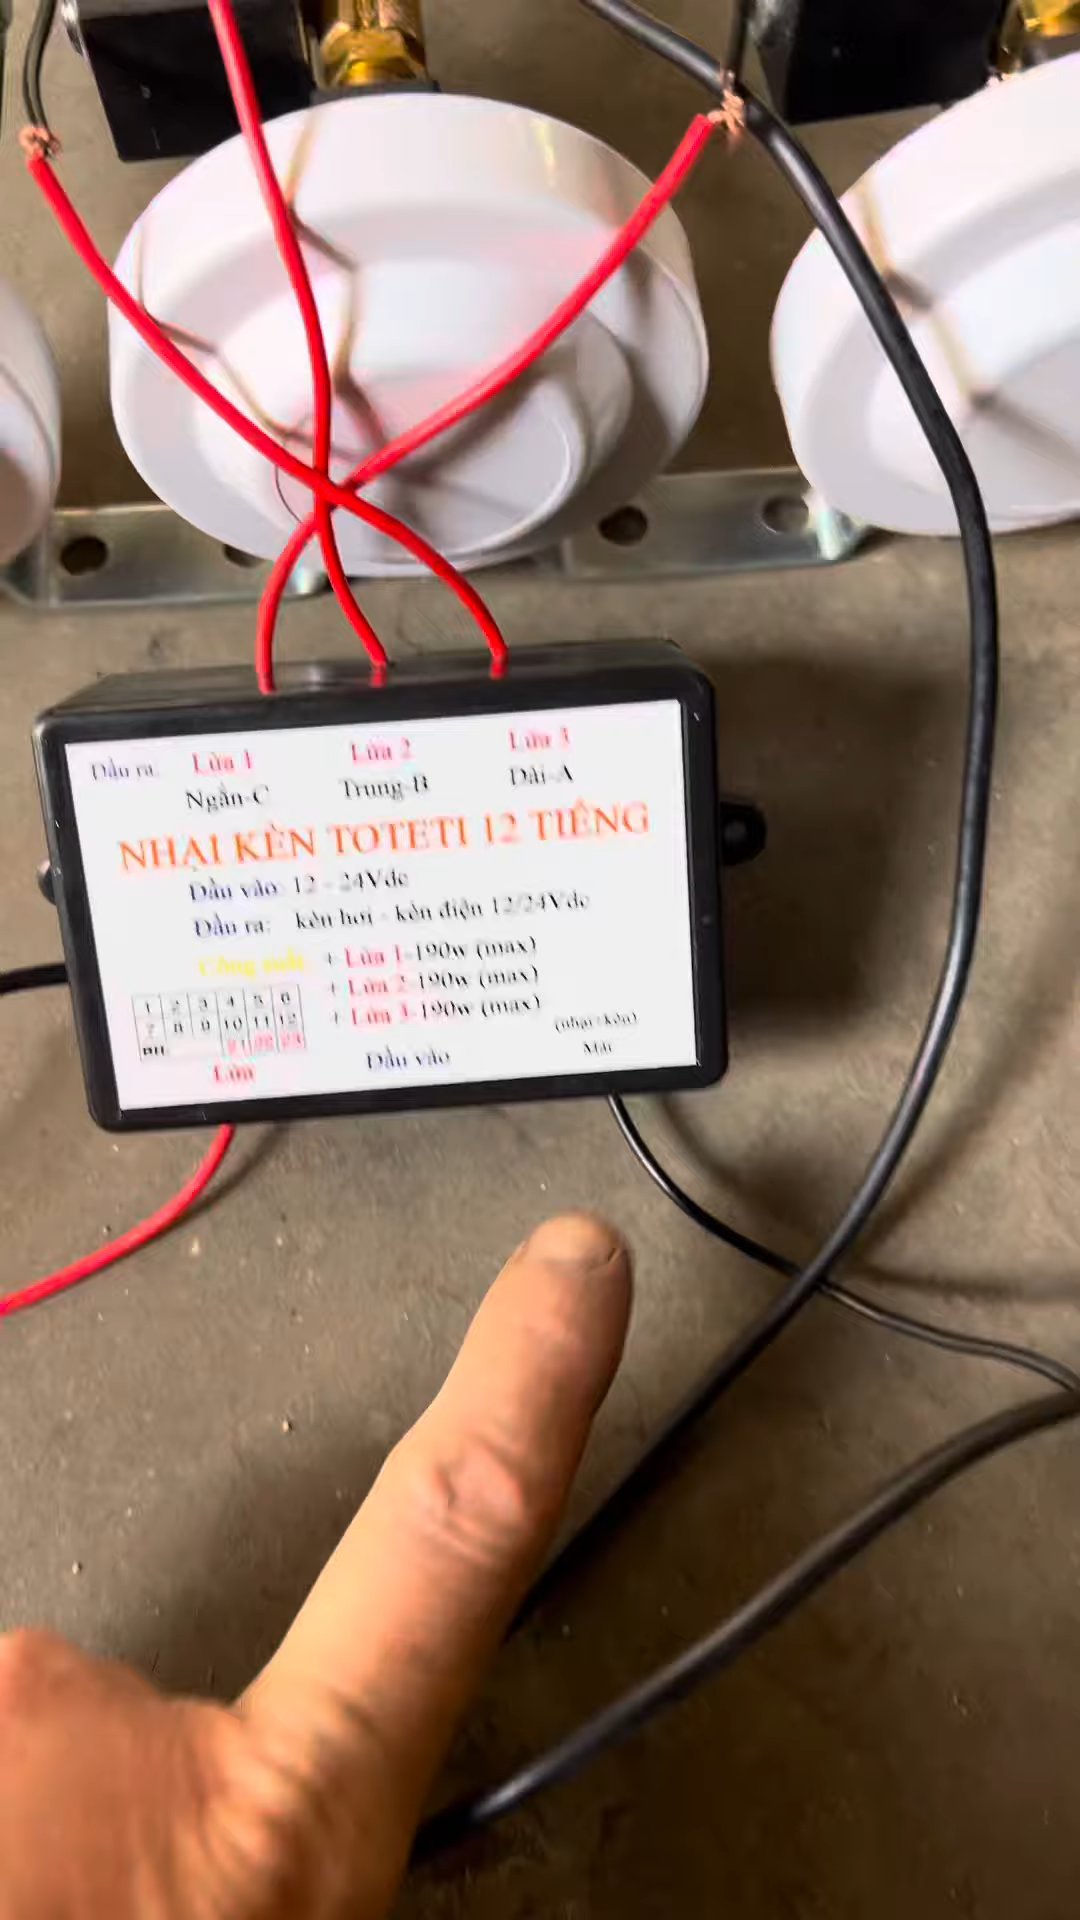 Đầu ra: Lửa 1 Lửa 2 Lửa 3
Ngắn-C Trung-B Dài-A
NHẠI KÈN TOTETI 12 TIẾNG
Đầu vào: 12 - 24Vdc
Đầu ra: kèn hơi - kèn điện 12/24Vdc
Công suất: + Lửa 1-190w (max)
+ Lửa 2-190w (max)
+ Lửa 3-190w (max)
1 2 3 4 5 6
7 8 9 10 11 12
21 22 23
(nhại+kèn)
Lửa Đầu vào Mát